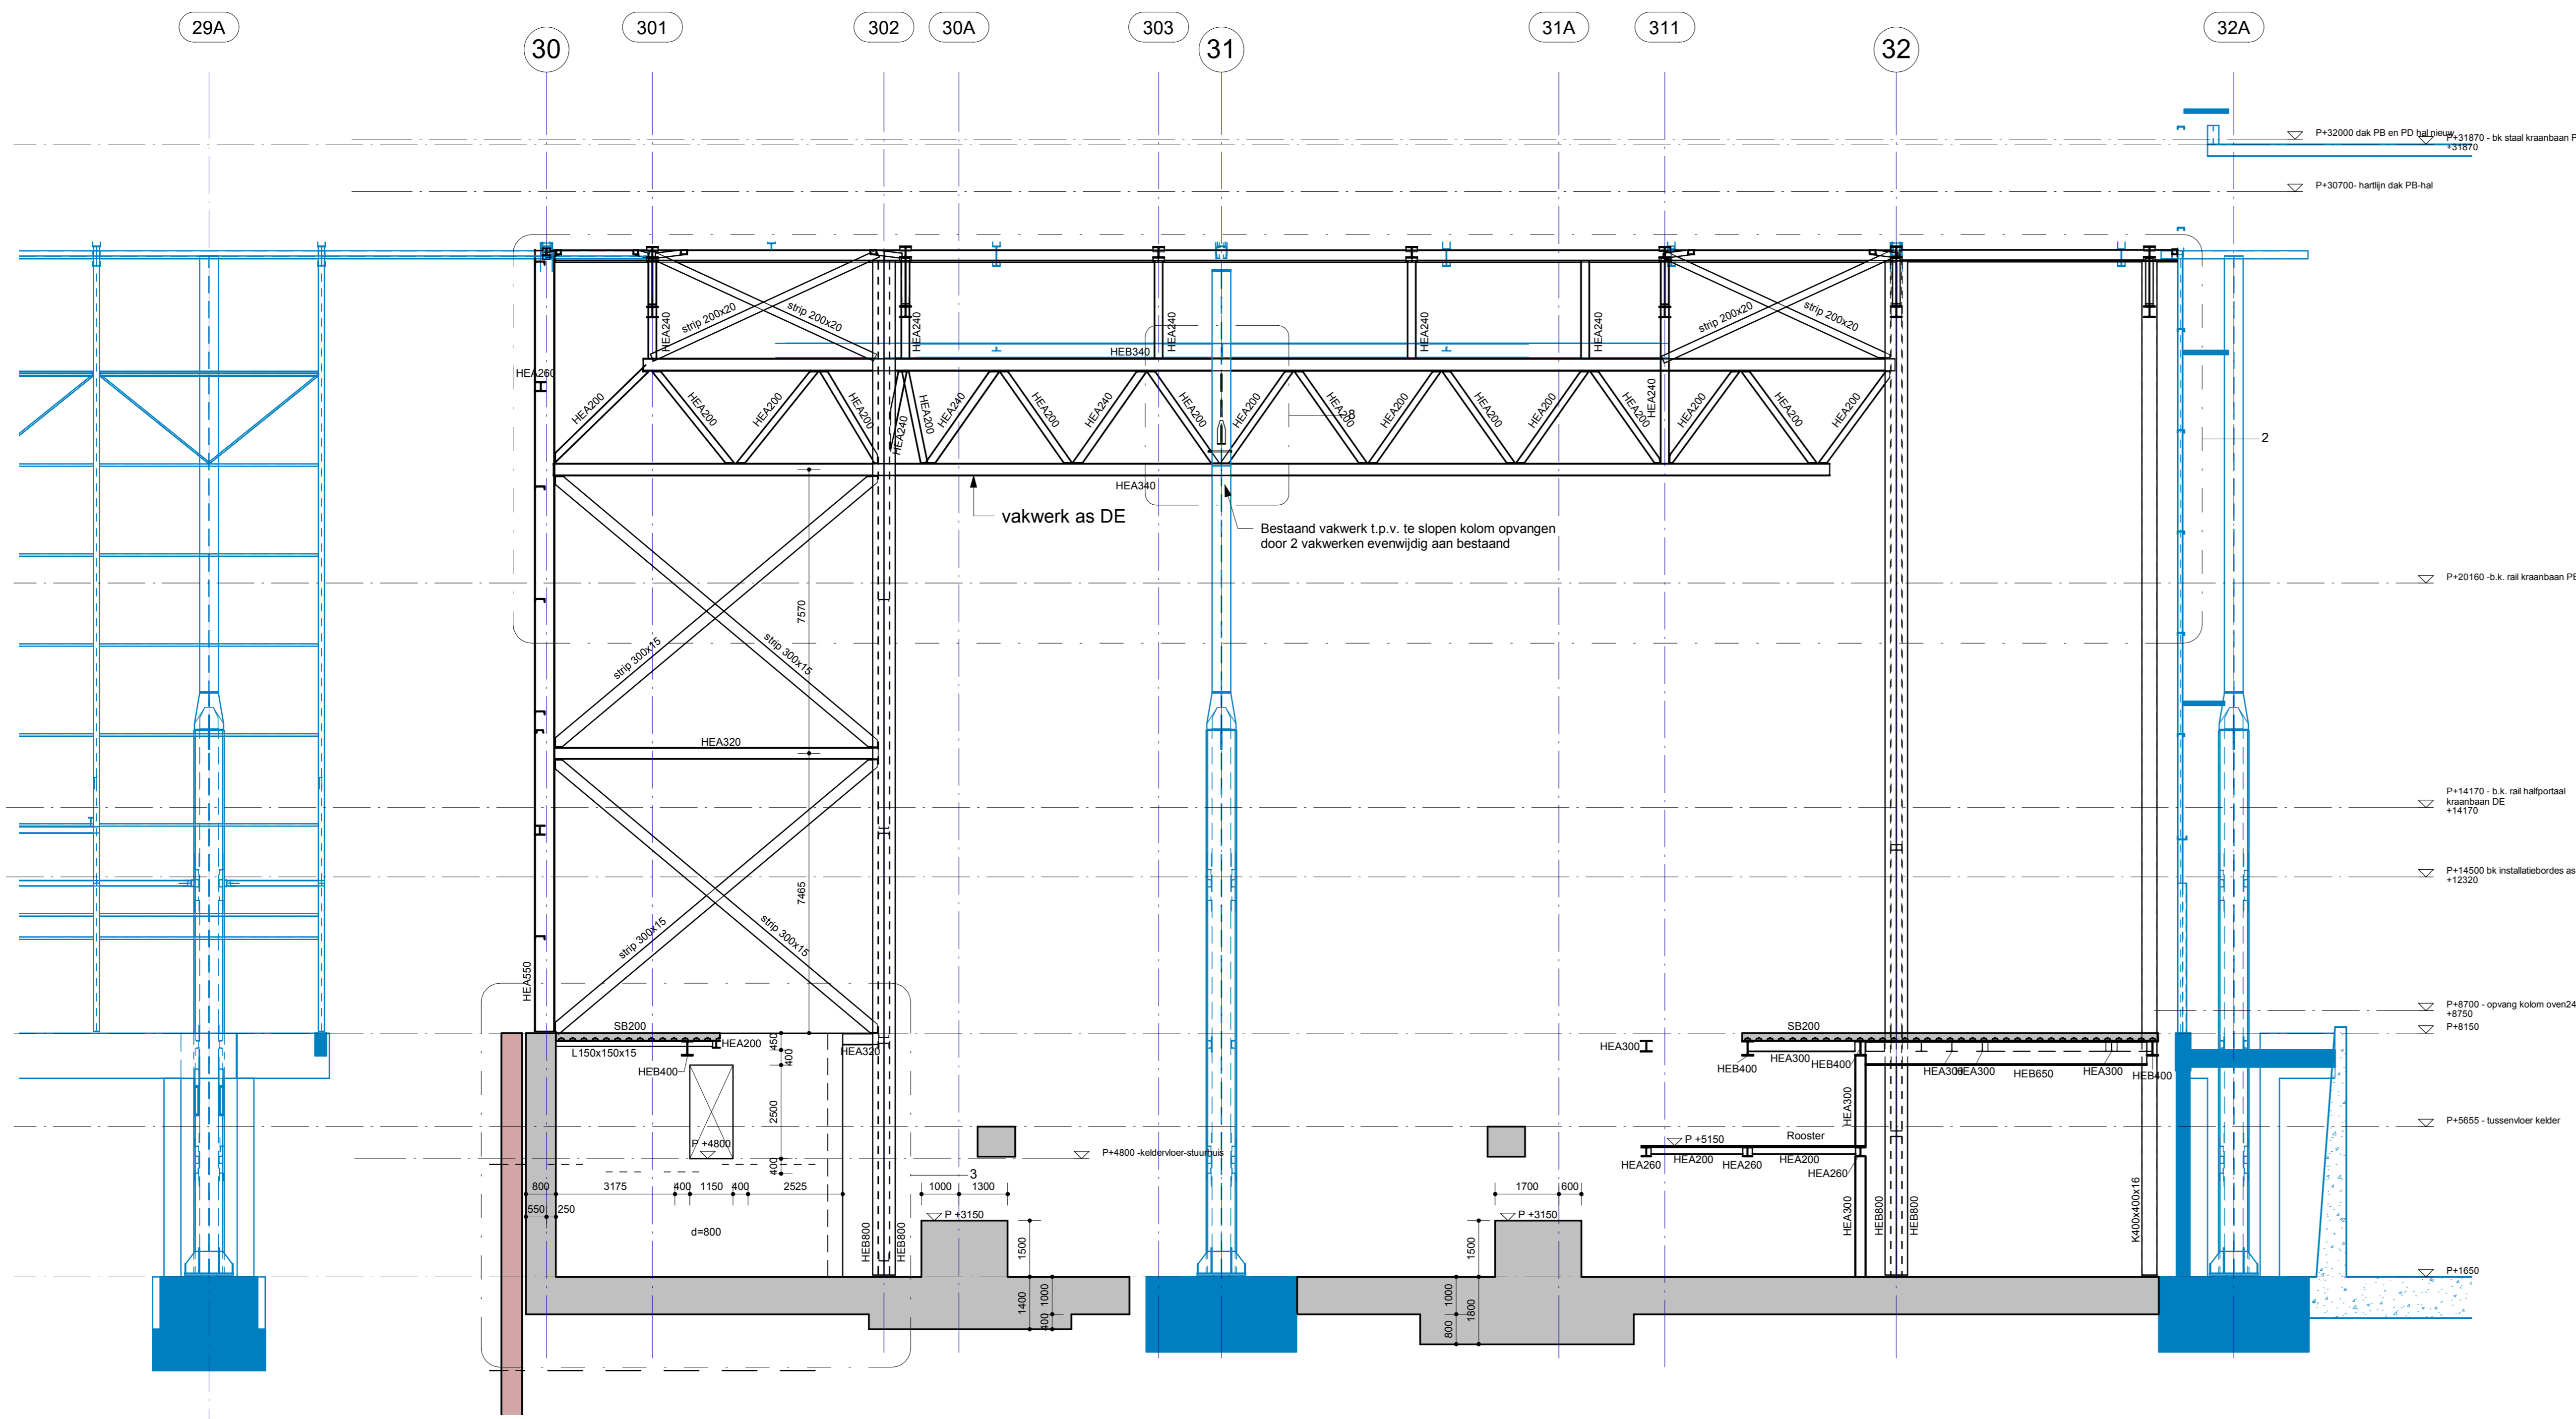 29A
30
301
302
30A
303
31
31A
311
32
32A
P+32000 dak PB en PD hal nieuw
P+31870 - bk staal kraanbaan P
+31870
P+30700- hartlijn dak PB-hal
strip 200x20
strip 200x20
strip 200x20
strip 200x20
HEA240
HEA240
HEA240
HEA240
HEA240
HEB340
HEA260
HEA200
HEA200
HEA200
HEA200
HEA240
HEA200
HEA240
HEA200
HEA240
HEA200
HEA200
HEA200
HEA200
HEA200
HEA200
HEA200
HEA240
HEA200
HEA200
HEA200
8
2
HEA340
vakwerk as DE
Bestaand vakwerk t.p.v. te slopen kolom opvangen
door 2 vakwerken evenwijdig aan bestaand
P+20160 -b.k. rail kraanbaan PB
7570
strip 300x15
strip 300x15
HEA320
P+14170 - b.k. rail halfportaal
kraanbaan DE
+14170
7465
P+14500 bk installatiebordes as
+12320
strip 300x15
strip 300x15
HEA550
P+8700 - opvang kolom oven24
+8750
P+8150
SB200
L150x150x15
HEA200
HEB400
450
400
HEA320
2500
400
P +4800
P+4800 -keldervloer-stuurhuis
SB200
HEA300
HEB400
HEA300
HEB400
HEA300
HEA300
HEB650
HEA300
HEB400
HEA300
P+5655 - tussenvloer kelder
P +5150
Rooster
HEA260
HEA200
HEA260
HEA200
HEA260
3
800
3175
400
1150
400
2525
550
250
d=800
1000
1300
P +3150
1500
1700
600
P +3150
1500
HEB800
HEB800
HEA300
HEB800
HEB800
K400x400x16
P+1650
1400
1000
400
1000
800
1800